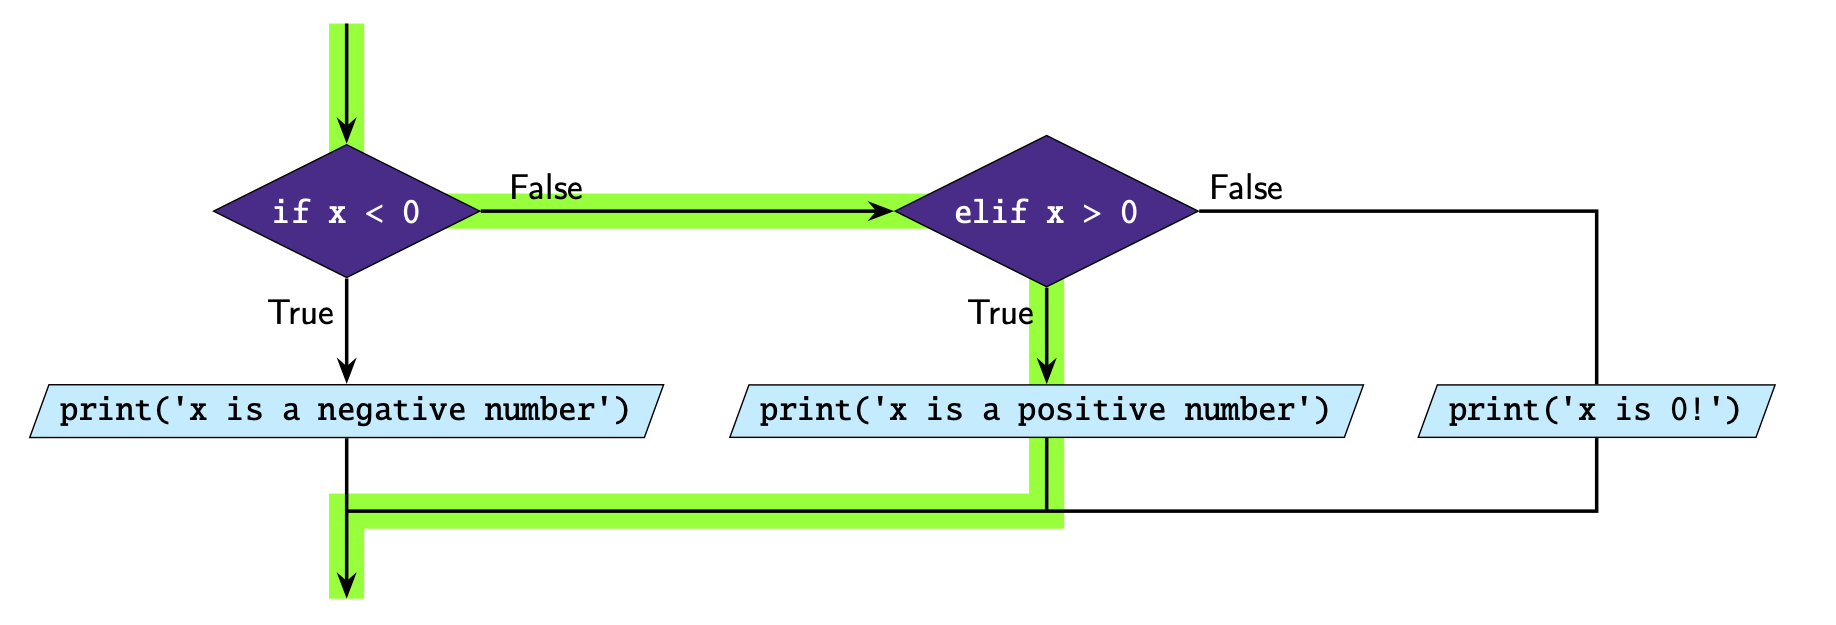 False
False
if x < 0
elif x > 0
True
True
print('x is a negative number')
print('x is a positive number')
print('x is 0!')